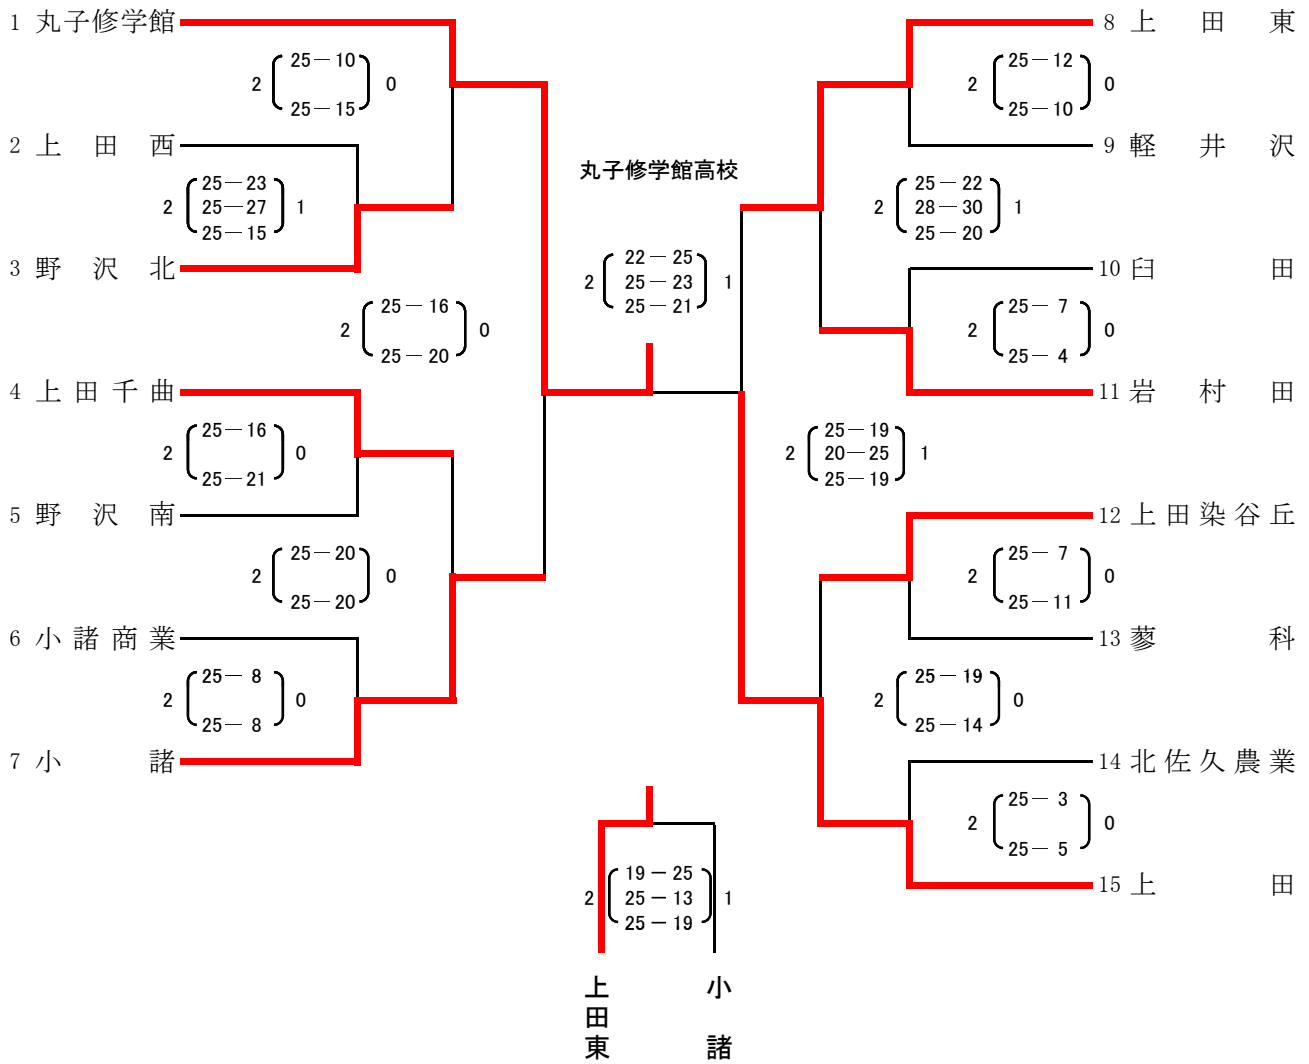 1 丸子修学館
25－10
2 0
25－15
2 上田西
25－23
2 25－27 1
25－15
3 野沢北
25－16
2 0
25－20
4 上田千曲
25－16
2 0
25－21
5 野沢南
25－20
2 0
25－20
6 小諸商業
25－8
2 0
25－8
7 小諸
丸子修学館高校
22－25
2 25－23 1
25－21
8 上田東
25－12
2 0
25－10
9 軽井沢
25－22
2 28－30 1
25－20
10 臼田
25－7
2 0
25－4
11 岩村田
25－19
2 20－25 1
25－19
12 上田染谷丘
25－7
2 0
25－11
13 蓼科
25－19
2 0
25－14
14 北佐久農業
25－3
2 0
25－5
15 上田
19－25
2 25－13 1
25－19
上田東
小諸